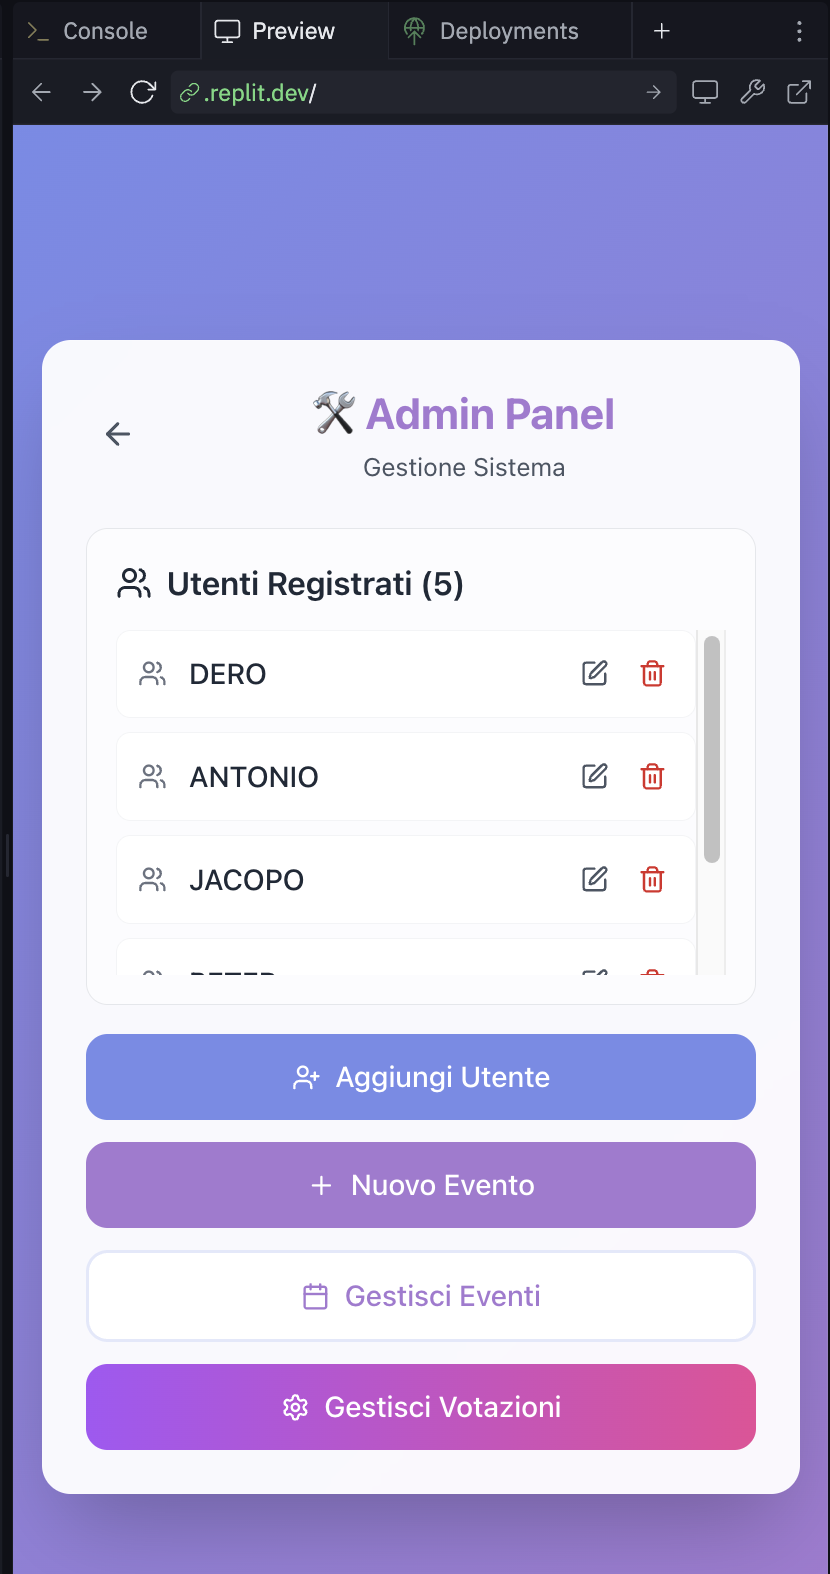 Console
Preview
Deployments
.replit.dev/
Admin Panel
Gestione Sistema
Utenti Registrati (5)
DERO
ANTONIO
JACOPO
Aggiungi Utente
Nuovo Evento
Gestisci Eventi
Gestisci Votazioni